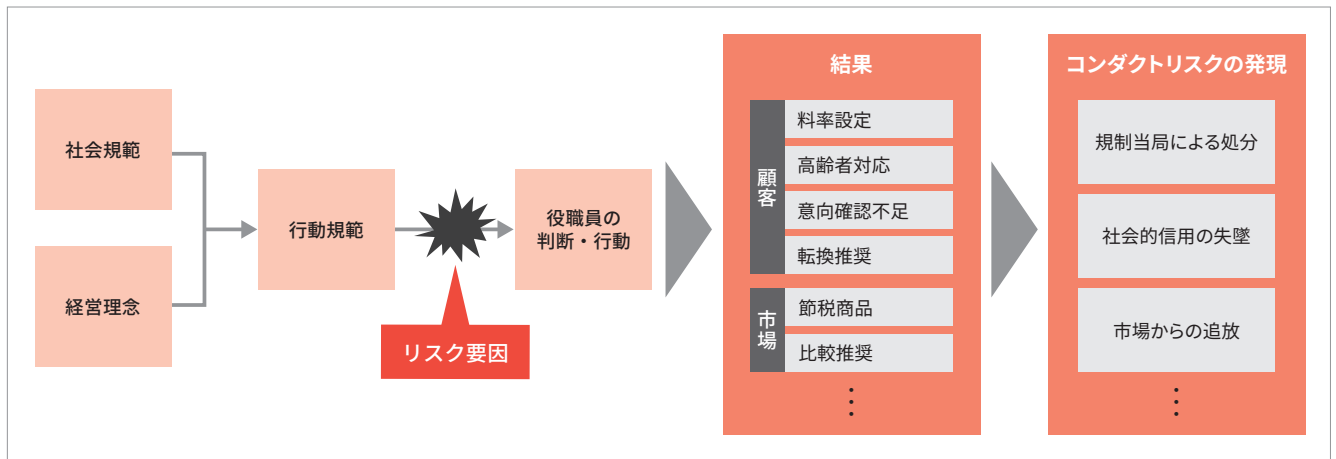 社会規範
経営理念
行動規範
リスク要因
役職員の
判断・行動
結果
顧客
料率設定
高齢者対応
意向確認不足
転換推奨
市場
節税商品
比較推奨
⋮
コンダクトリスクの発現
規制当局による処分
社会的信用の失墜
市場からの追放
⋮